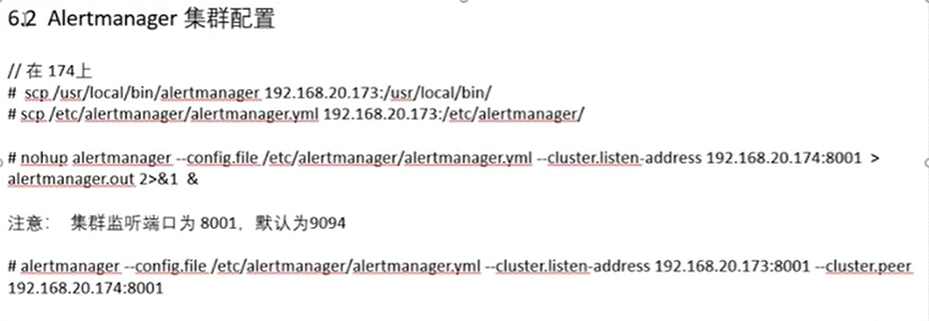 6.2 Alertmanager 集群配置
// 在 174上
# scp /usr/local/bin/alertmanager 192.168.20.173:/usr/local/bin/
# scp /etc/alertmanager/alertmanager.yml 192.168.20.173:/etc/alertmanager/
# nohup alertmanager --config.file /etc/alertmanager/alertmanager.yml --cluster.listen-address 192.168.20.174:8001 >
alertmanager.out 2>&1 &
注意： 集群监听端口为 8001，默认为9094
# alertmanager --config.file /etc/alertmanager/alertmanager.yml --cluster.listen-address 192.168.20.173:8001 --cluster.peer
192.168.20.174:8001